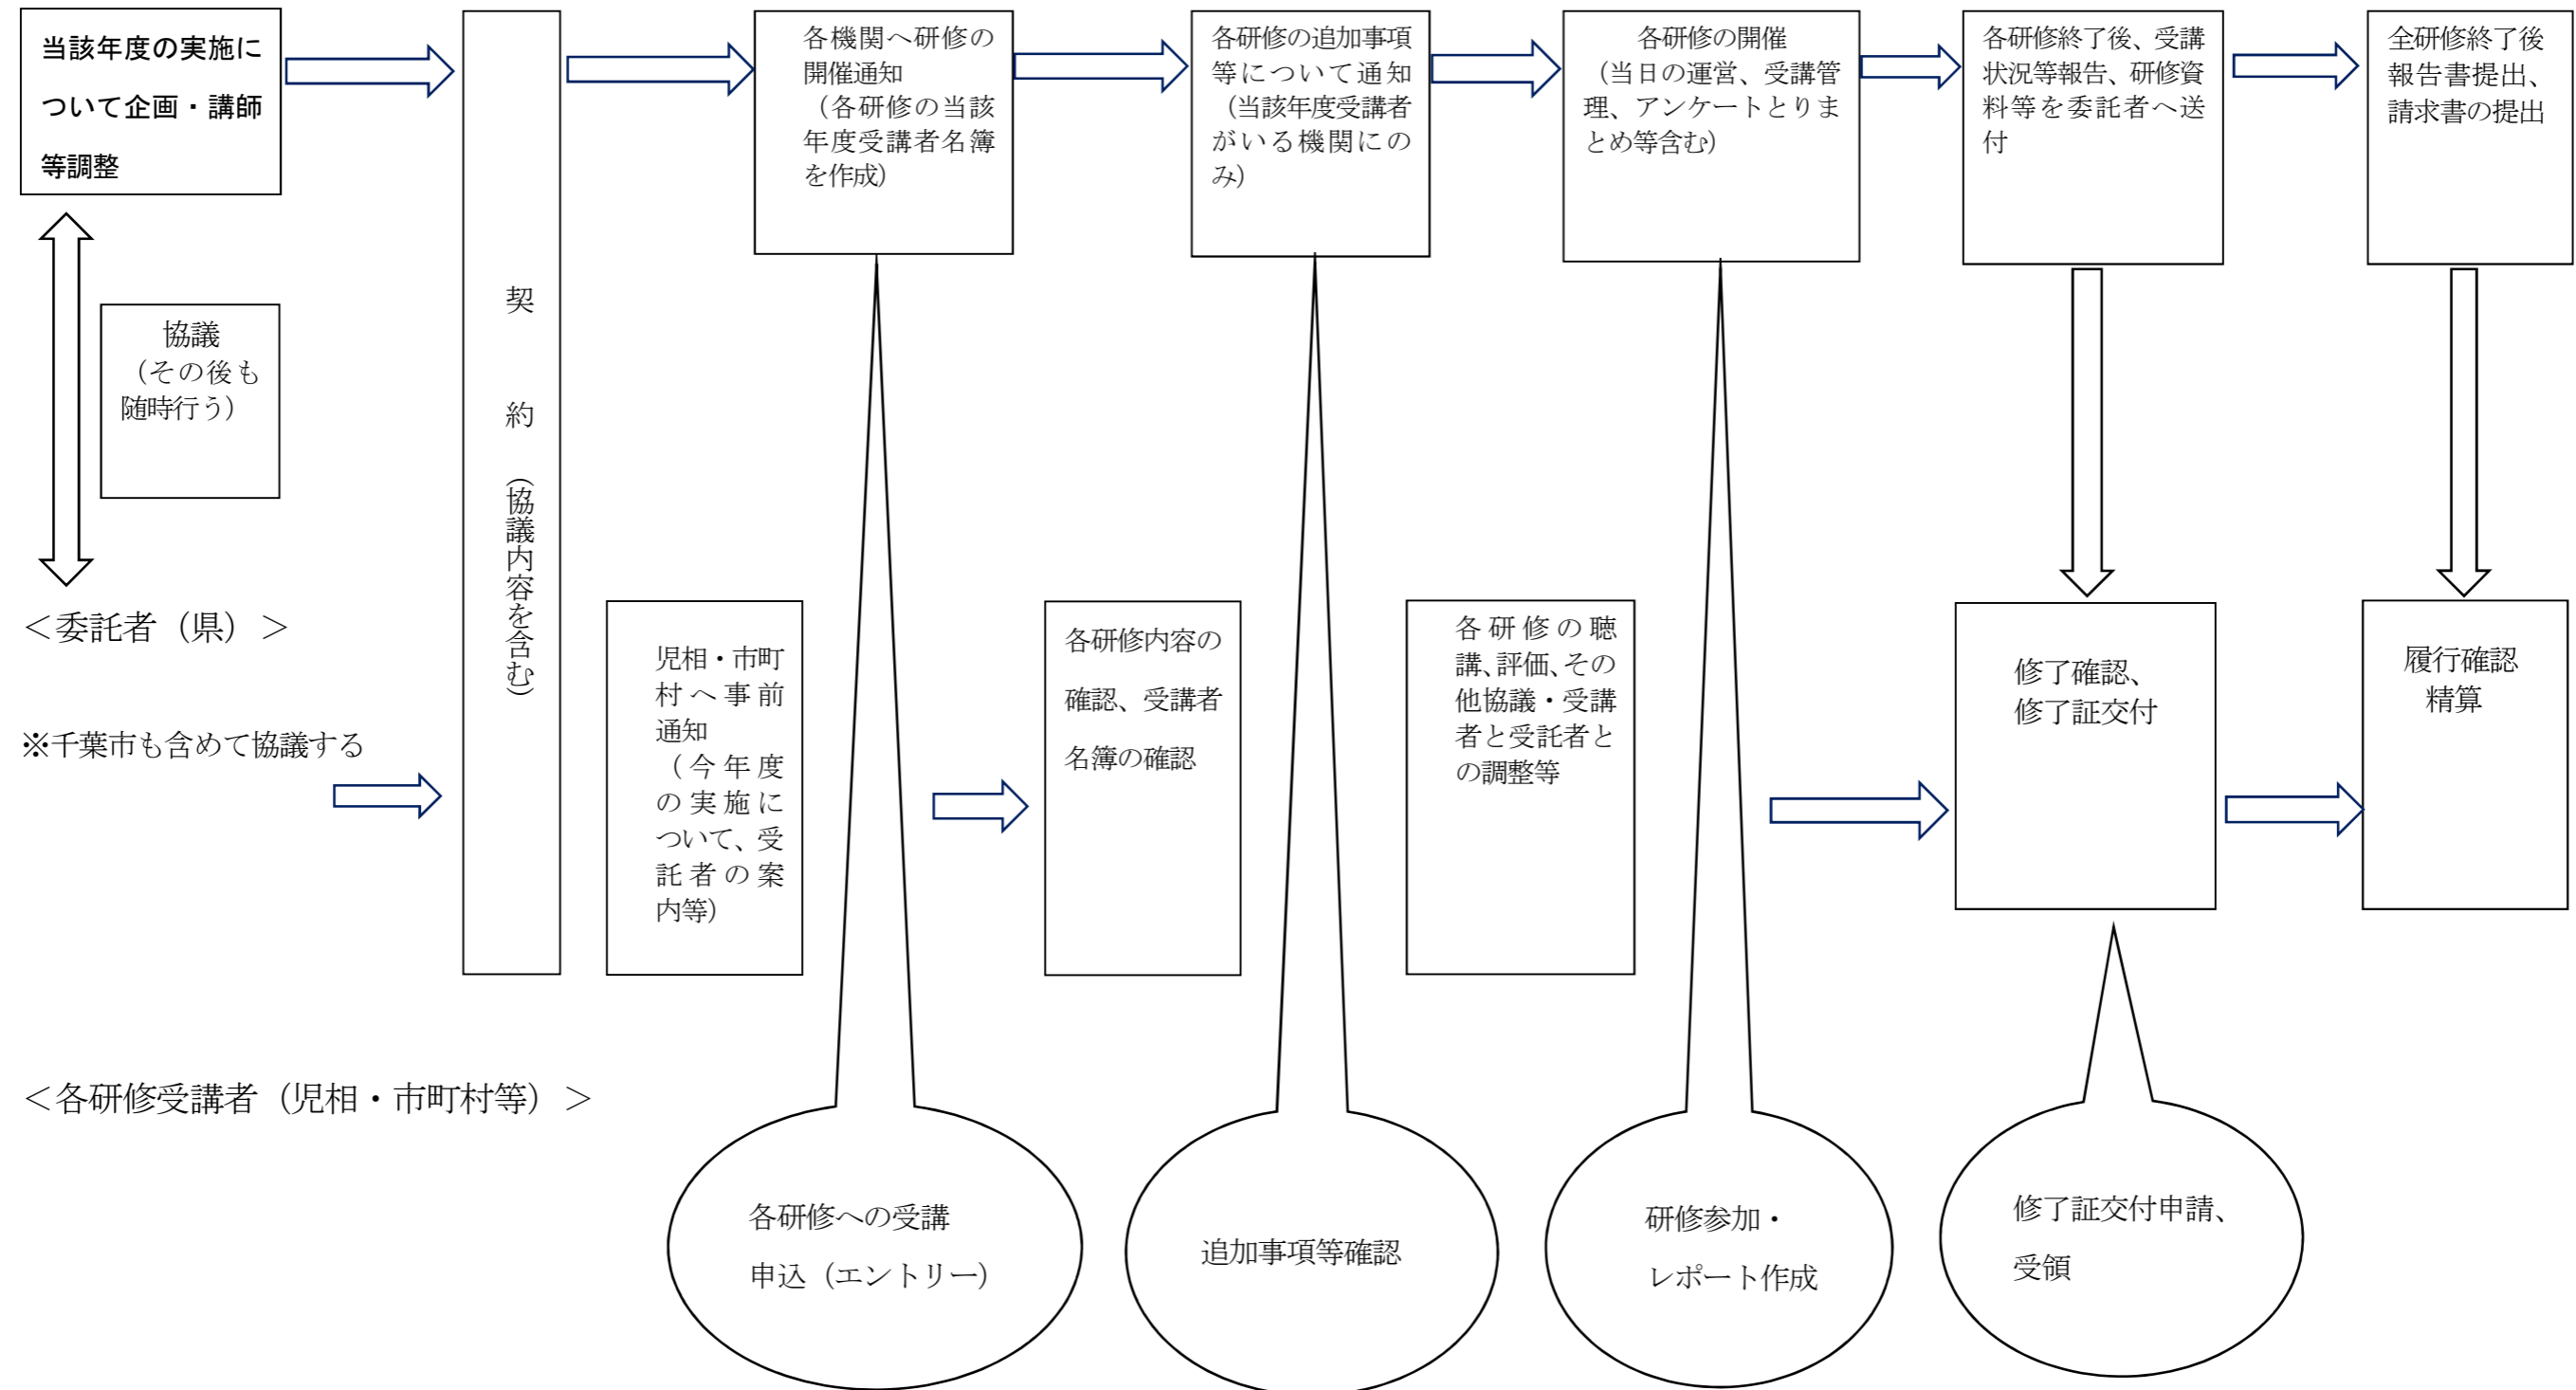 当該年度の実施に
ついて企画・講師
等調整
協議
（その後も
随時行う）
契約（協議内容を含む）
各機関へ研修の
開催通知
（各研修の当該
年度受講者名簿
を作成）
各研修の追加事項
等について通知
（当該年度受講者
がいる機関にの
み）
各研修の開催
（当日の運営、受講管
理、アンケートとりま
とめ等含む）
各研修終了後、受講
状況等報告、研修資
料等を委託者へ送
付
全研修終了後
報告書提出、
請求書の提出
＜委託者（県）＞
※千葉市も含めて協議する
児相・市町
村へ事前
通知
（今年度
の実施に
ついて、受
託者の案
内等）
各研修内容の
確認、受講者
名簿の確認
各研修の聴
講、評価、その
他協議・受講
者と受託者と
の調整等
修了確認、
修了証交付
履行確認
精算
＜各研修受講者（児相・市町村等）＞
各研修への受講
申込（エントリー）
追加事項等確認
研修参加・
レポート作成
修了証交付申請、
受領